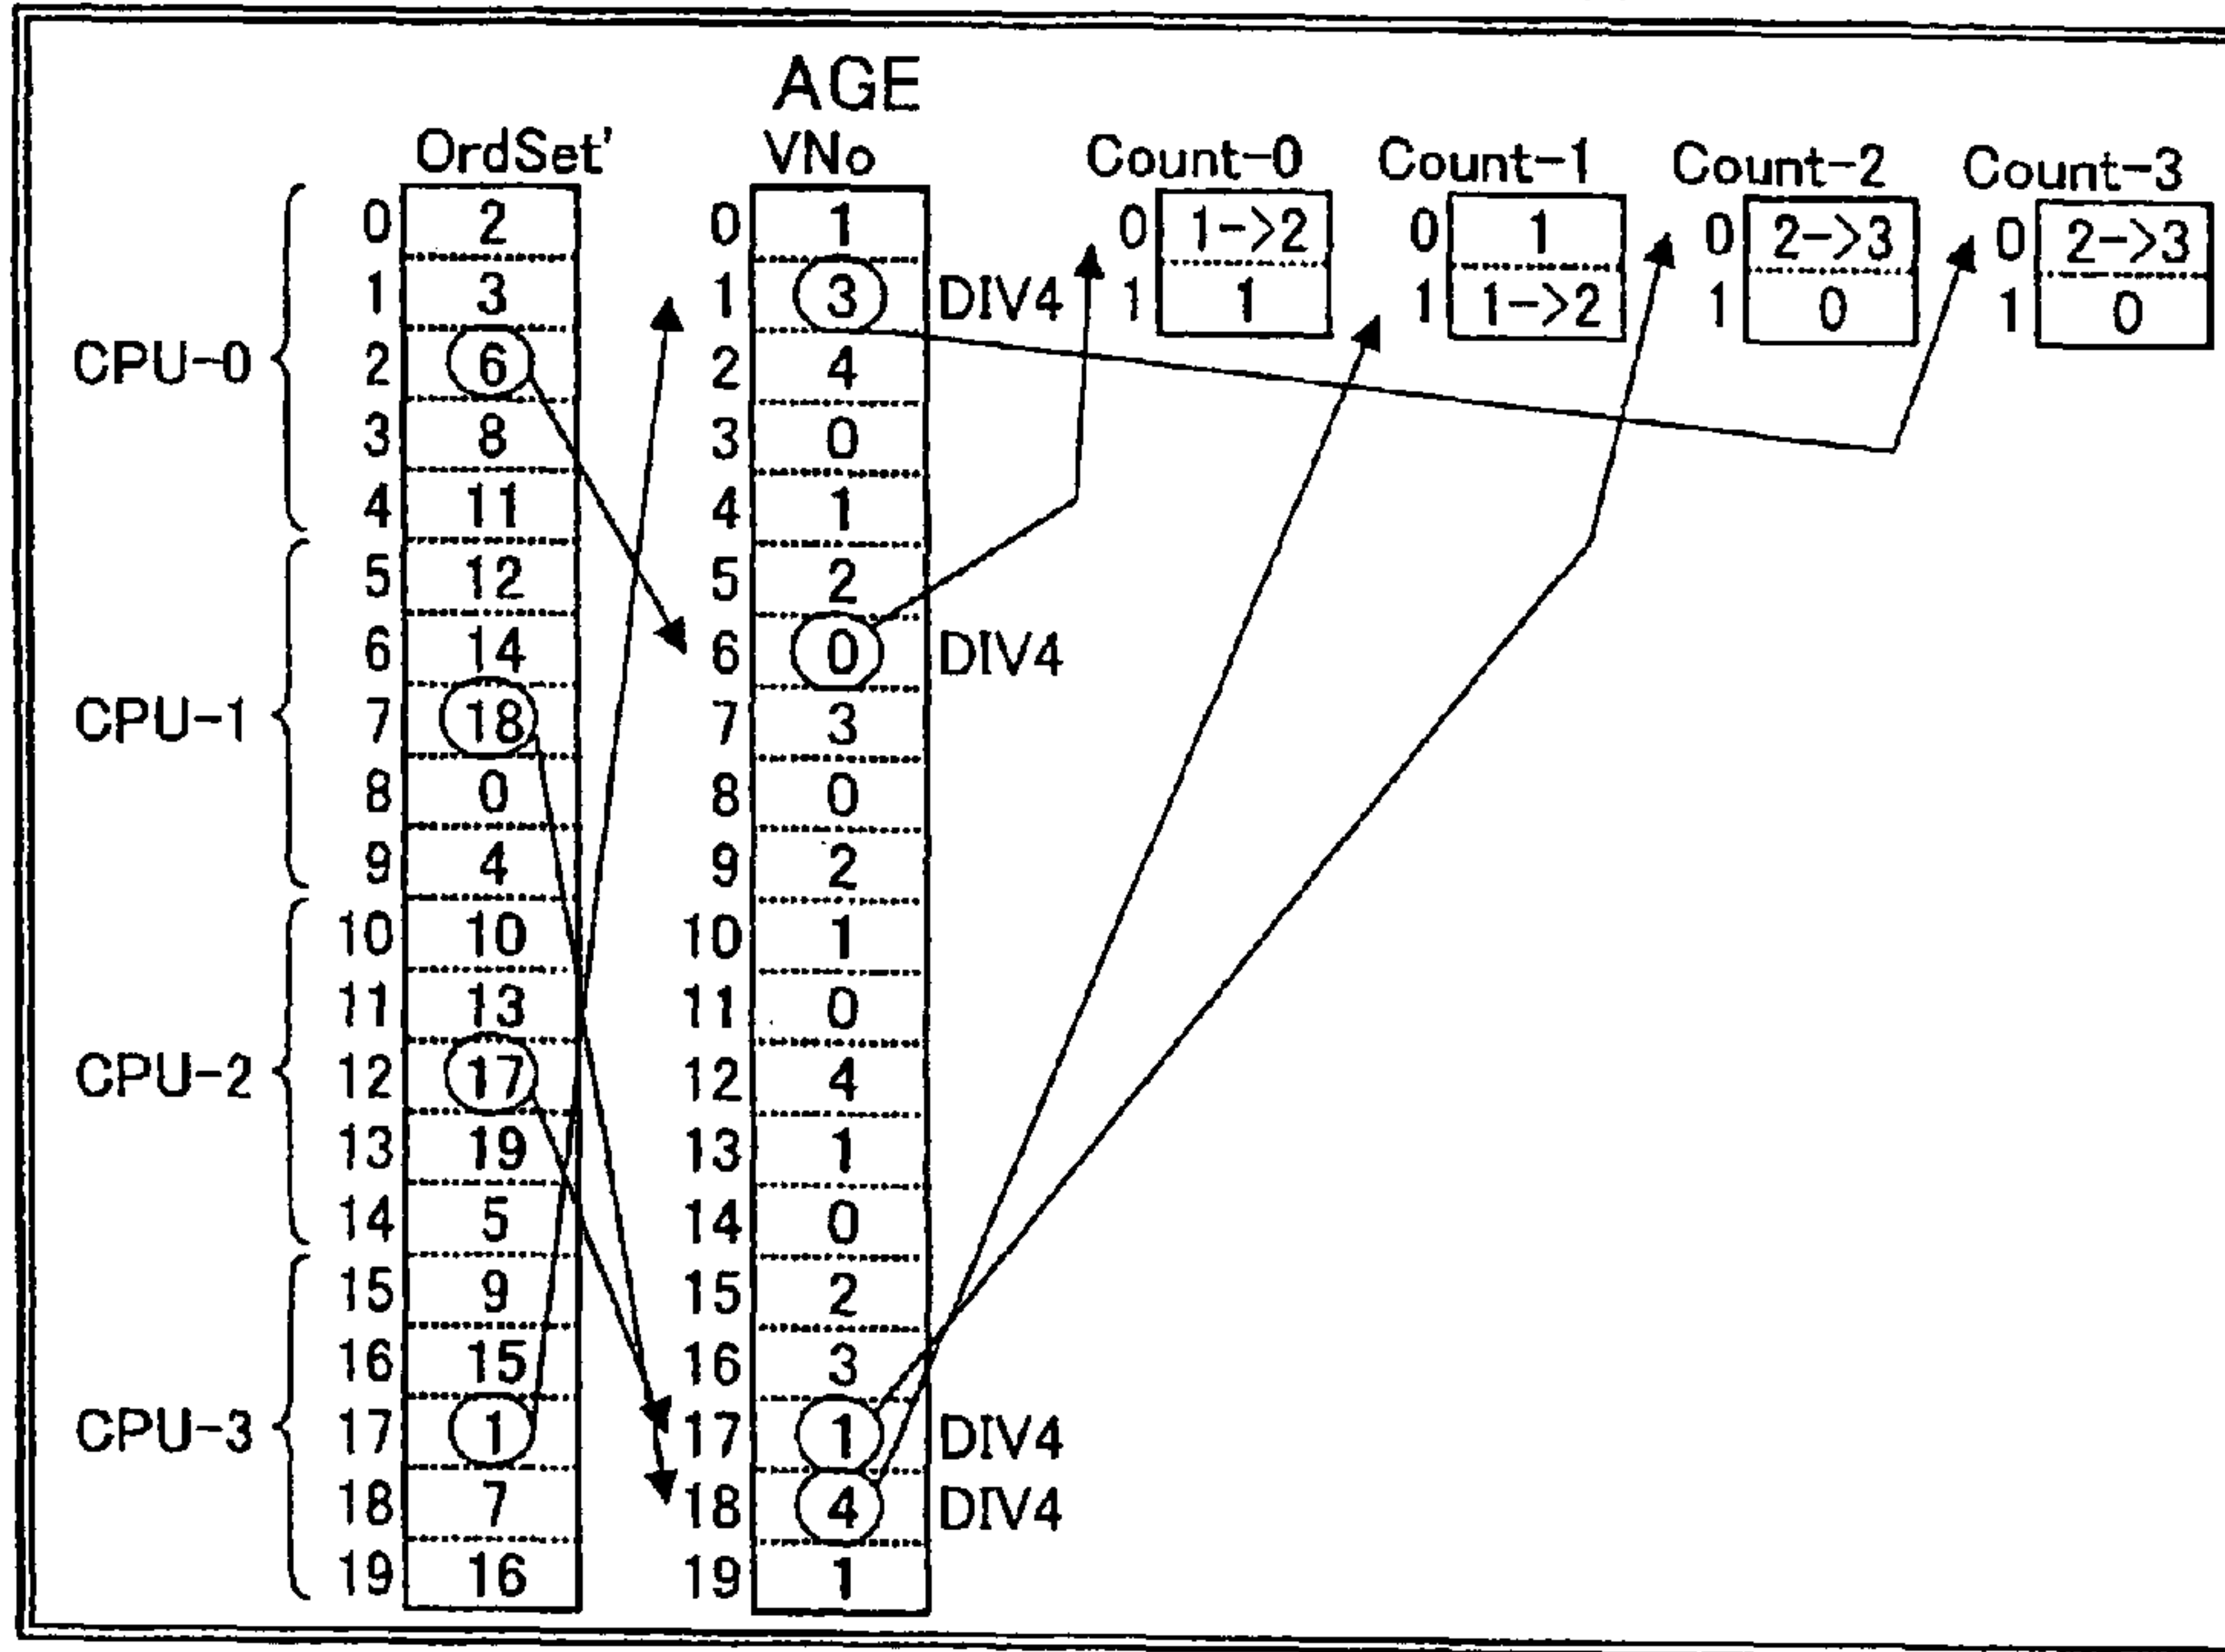 AGE
OrdSet' VNo Count-0 Count-1 Count-2 Count-3
0 2 0 1 0 1->2 0 1 0 2->3 0 2->3
1 3 1 3 DIV4 1 1 1 1->2 1 0 1 0
CPU-0 2 6 2 4
3 8 3 0
4 11 4 1
5 12 5 2
6 14 6 0 DIV4
CPU-1 7 18 7 3
8 0 8 0
9 4 9 2
10 10 10 1
11 13 11 0
CPU-2 12 17 12 4
13 19 13 1
14 5 14 0
15 9 15 2
16 15 16 3
CPU-3 17 1 17 1 DIV4
18 7 18 4 DIV4
19 16 19 1